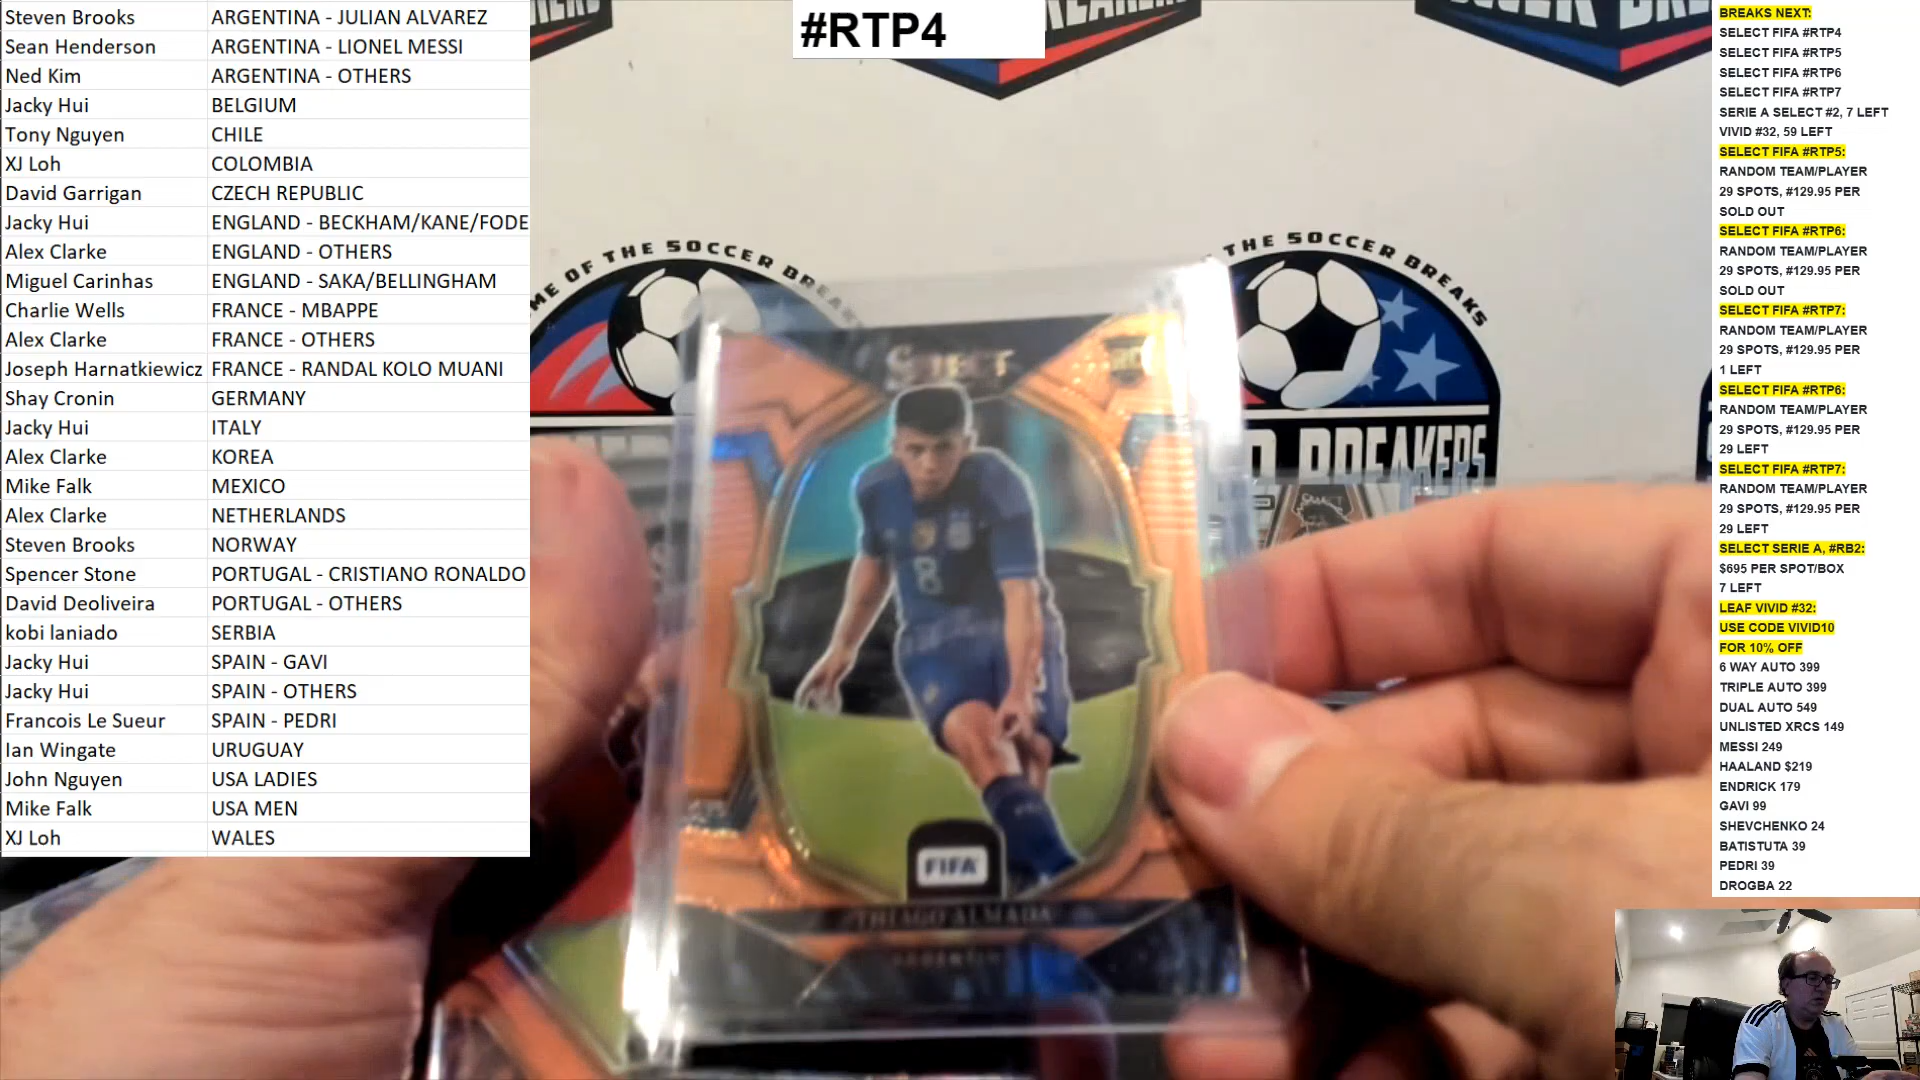 Steven Brooks ARGENTINA - JULIAN ALVAREZ
Sean Henderson ARGENTINA - LIONEL MESSI
Ned Kim ARGENTINA - OTHERS
Jacky Hui BELGIUM
Tony Nguyen CHILE
XJ Loh COLOMBIA
David Garrigan CZECH REPUBLIC
Jacky Hui ENGLAND - BECKHAM/KANE/FODE
Alex Clarke ENGLAND - OTHERS
Miguel Carinhas ENGLAND - SAKA/BELLINGHAM
Charlie Wells FRANCE - MBAPPE
Alex Clarke FRANCE - OTHERS
Joseph Harnatkiewicz FRANCE - RANDAL KOLO MUANI
Shay Cronin GERMANY
Jacky Hui ITALY
Alex Clarke KOREA
Mike Falk MEXICO
Alex Clarke NETHERLANDS
Steven Brooks NORWAY
Spencer Stone PORTUGAL - CRISTIANO RONALDO
David Deoliveira PORTUGAL - OTHERS
kobi laniado SERBIA
Jacky Hui SPAIN - GAVI
Jacky Hui SPAIN - OTHERS
Francois Le Sueur SPAIN - PEDRI
Ian Wingate URUGUAY
John Nguyen USA LADIES
Mike Falk USA MEN
XJ Loh WALES
#RTP4
OF THE SOCCER BREAKS
THE SOCCER BREAKS
BREAKERS
SELECT
8
FIFA
THIAGO ALMADA
ARGENTINA
BREAKS NEXT:
SELECT FIFA #RTP4
SELECT FIFA #RTP5
SELECT FIFA #RTP6
SELECT FIFA #RTP7
SERIE A SELECT #2, 7 LEFT
VIVID #32, 59 LEFT
SELECT FIFA #RTP5:
RANDOM TEAM/PLAYER
29 SPOTS, #129.95 PER
SOLD OUT
SELECT FIFA #RTP6:
RANDOM TEAM/PLAYER
29 SPOTS, #129.95 PER
SOLD OUT
SELECT FIFA #RTP7:
RANDOM TEAM/PLAYER
29 SPOTS, #129.95 PER
1 LEFT
SELECT FIFA #RTP6:
RANDOM TEAM/PLAYER
29 SPOTS, #129.95 PER
29 LEFT
SELECT FIFA #RTP7:
RANDOM TEAM/PLAYER
29 SPOTS, #129.95 PER
29 LEFT
SELECT SERIE A, #RB2:
$695 PER SPOT/BOX
7 LEFT
LEAF VIVID #32:
USE CODE VIVID10
FOR 10% OFF
6 WAY AUTO 399
TRIPLE AUTO 399
DUAL AUTO 549
UNLISTED XRCS 149
MESSI 249
HAALAND $219
ENDRICK 179
GAVI 99
SHEVCHENKO 24
BATISTUTA 39
PEDRI 39
DROGBA 22